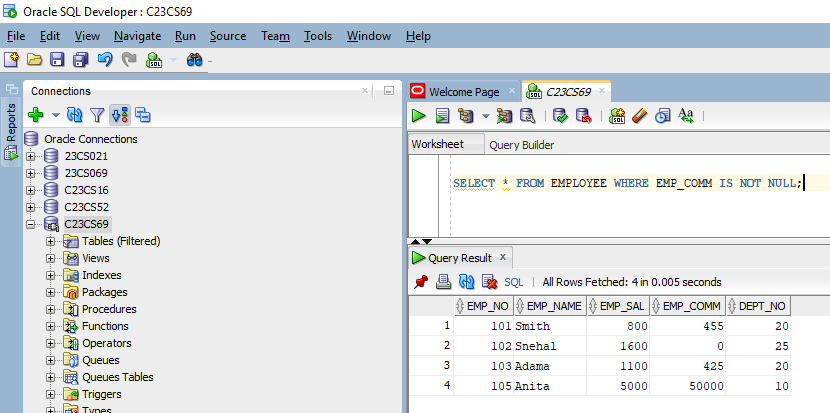 Oracle SQL Developer : C23CS69
File Edit View Navigate Run Source Team Tools Window Help
SQL
Reports
Connections
Oracle Connections
23CS021
23CS069
C23CS16
C23CS52
C23CS69
Tables (Filtered)
Views
Indexes
Packages
Procedures
Functions
Operators
Queues
Queues Tables
Triggers
Types
Welcome Page C23CS69
Aa
Worksheet Query Builder
SELECT * FROM EMPLOYEE WHERE EMP_COMM IS NOT NULL;
Query Result x
SQL | All Rows Fetched: 4 in 0.005 seconds
EMP_NO EMP_NAME EMP_SAL EMP_COMM DEPT_NO
1 101 Smith 800 455 20
2 102 Snehal 1600 0 25
3 103 Adama 1100 425 20
4 105 Anita 5000 50000 10